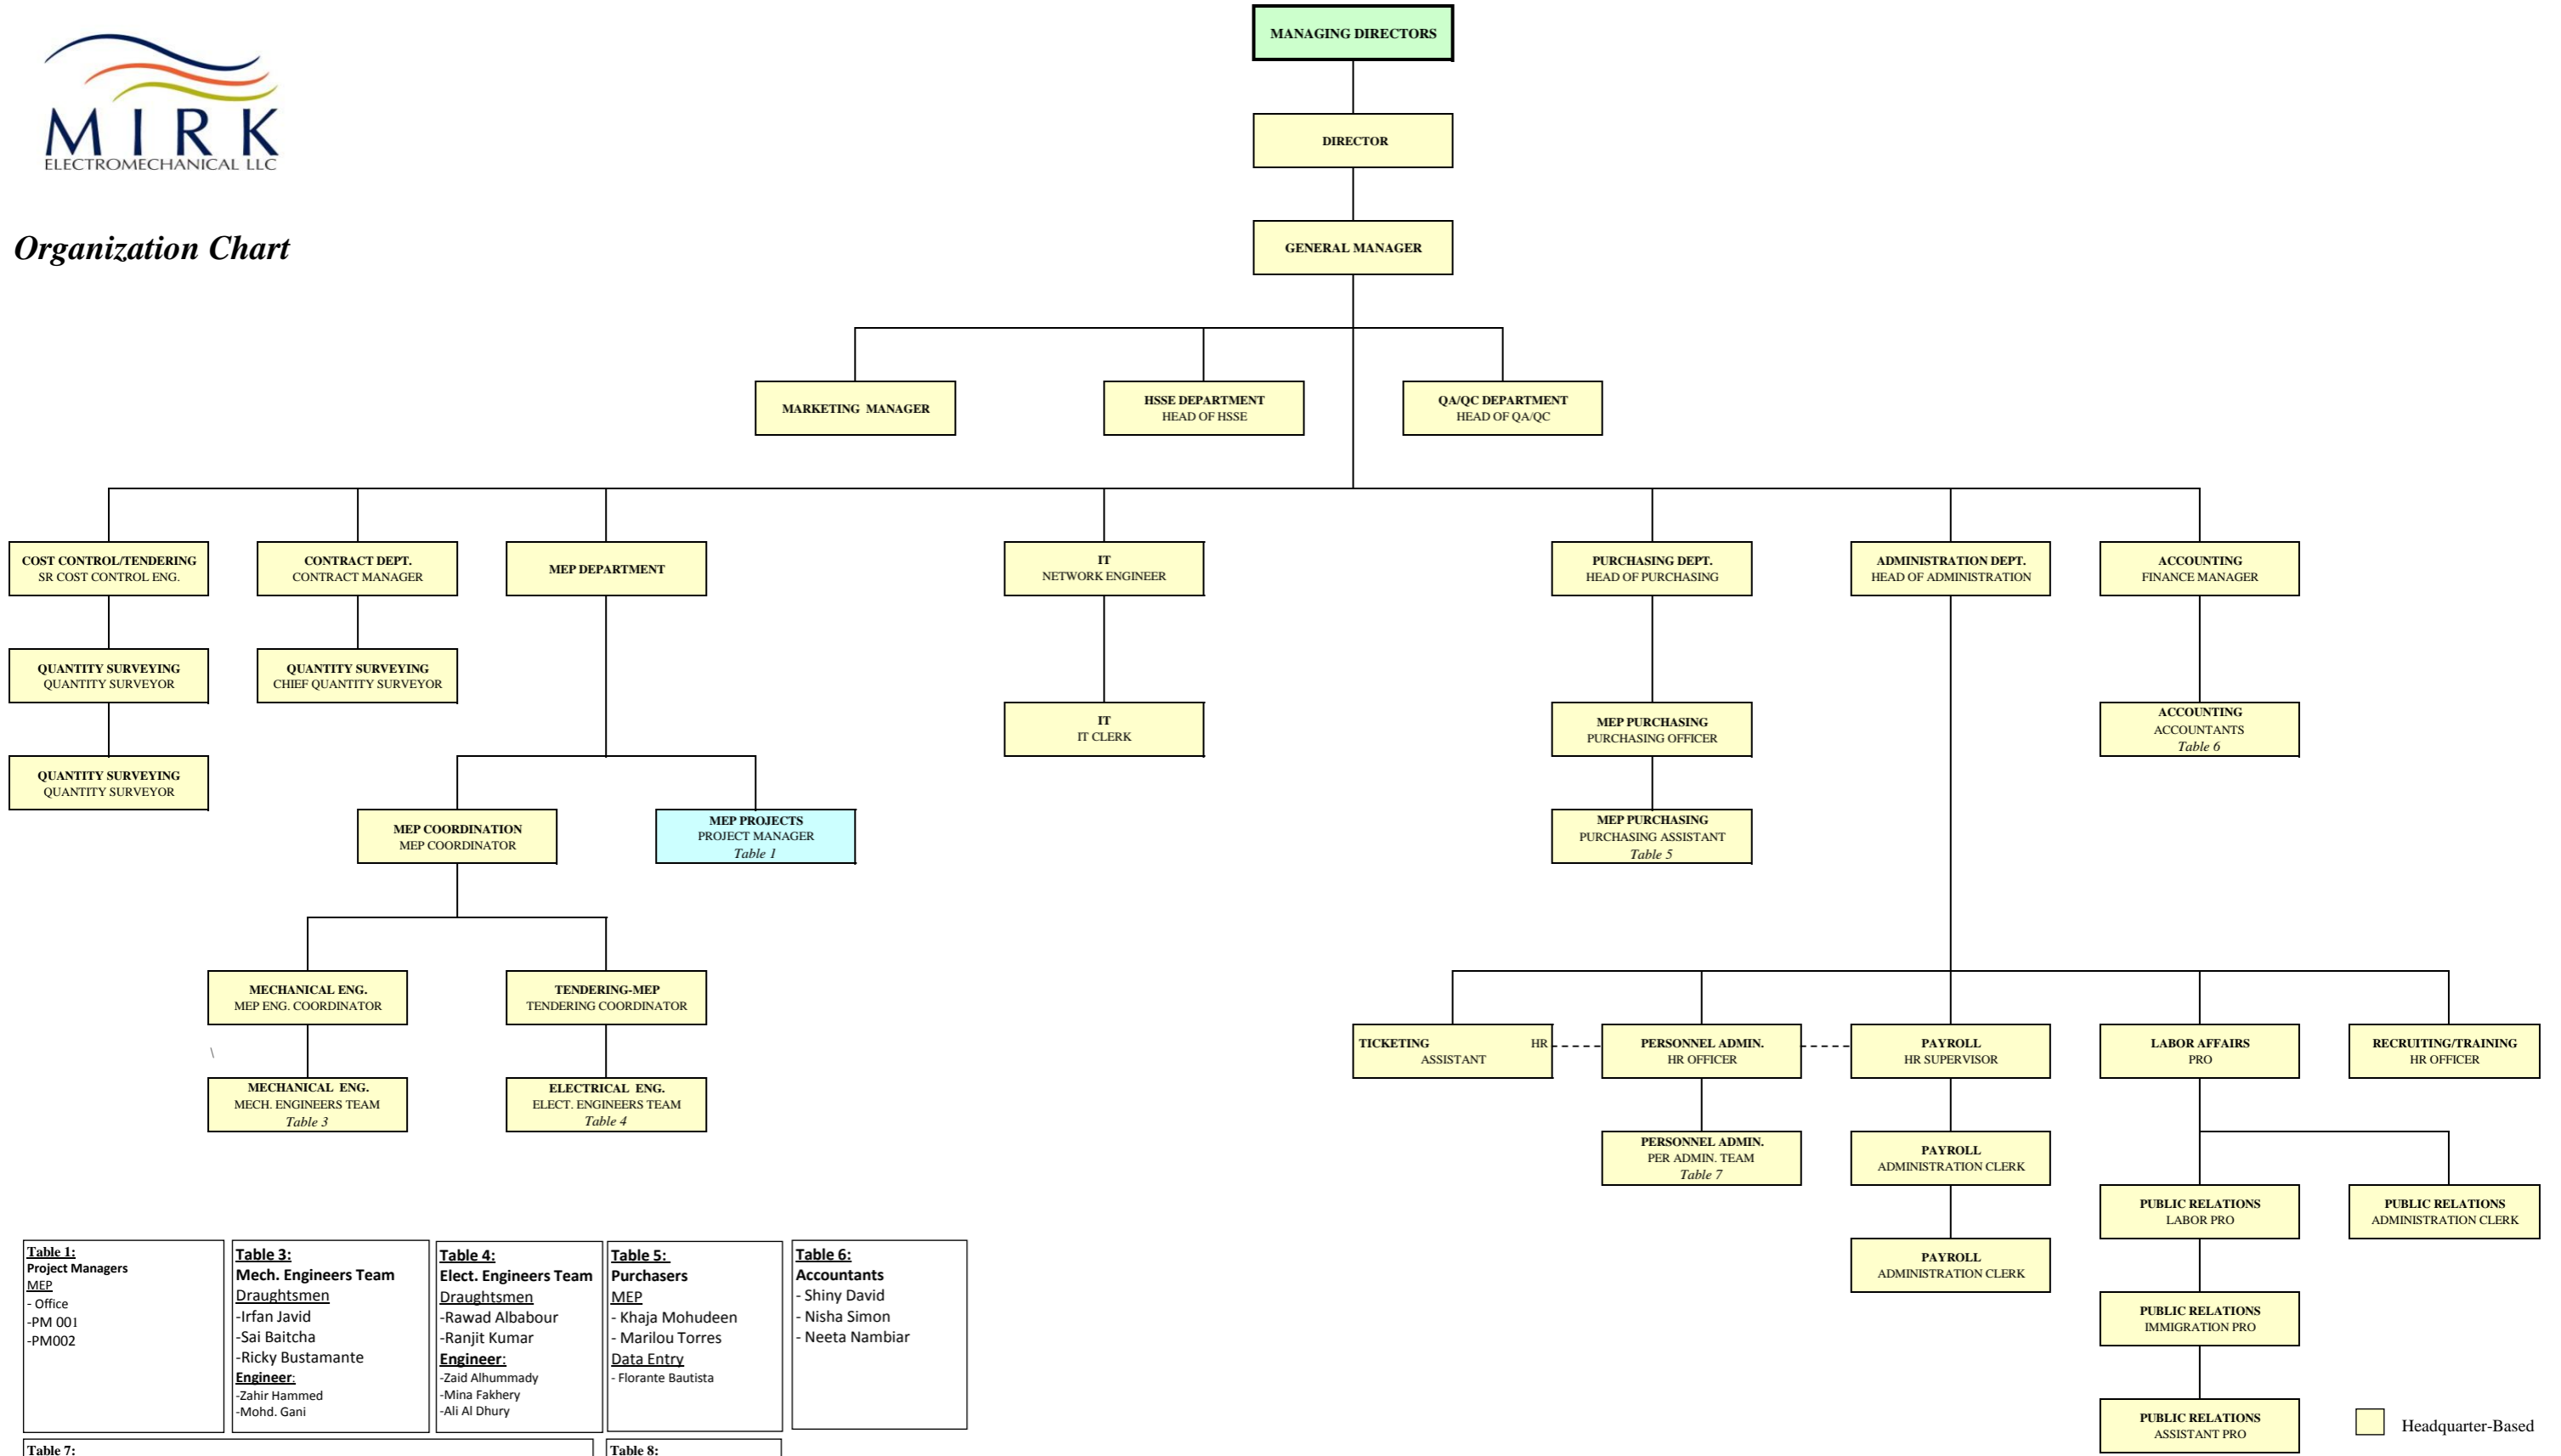 MANAGING DIRECTORS
MIRK
ELECTROMECHANICAL LLC
DIRECTOR
Organization Chart
GENERAL MANAGER
MARKETING MANAGER
HSSE DEPARTMENT
HEAD OF HSSE
QA/QC DEPARTMENT
HEAD OF QA/QC
COST CONTROL/TENDERING
SR COST CONTROL ENG.
CONTRACT DEPT.
CONTRACT MANAGER
MEP DEPARTMENT
IT
NETWORK ENGINEER
PURCHASING DEPT.
HEAD OF PURCHASING
ADMINISTRATION DEPT.
HEAD OF ADMINISTRATION
ACCOUNTING
FINANCE MANAGER
QUANTITY SURVEYING
QUANTITY SURVEYOR
QUANTITY SURVEYING
CHIEF QUANTITY SURVEYOR
IT
IT CLERK
MEP PURCHASING
PURCHASING OFFICER
ACCOUNTING
ACCOUNTANTS
Table 6
QUANTITY SURVEYING
QUANTITY SURVEYOR
MEP COORDINATION
MEP COORDINATOR
MEP PROJECTS
PROJECT MANAGER
Table 1
MEP PURCHASING
PURCHASING ASSISTANT
Table 5
MECHANICAL ENG.
MEP ENG. COORDINATOR
TENDERING-MEP
TENDERING COORDINATOR
TICKETING HR
ASSISTANT
PERSONNEL ADMIN.
HR OFFICER
PAYROLL
HR SUPERVISOR
LABOR AFFAIRS
PRO
RECRUITING/TRAINING
HR OFFICER
\
MECHANICAL ENG.
MECH. ENGINEERS TEAM
Table 3
ELECTRICAL ENG.
ELECT. ENGINEERS TEAM
Table 4
PERSONNEL ADMIN.
PER ADMIN. TEAM
Table 7
PAYROLL
ADMINISTRATION CLERK
PUBLIC RELATIONS
LABOR PRO
PUBLIC RELATIONS
ADMINISTRATION CLERK
PAYROLL
ADMINISTRATION CLERK
PUBLIC RELATIONS
IMMIGRATION PRO
PUBLIC RELATIONS
ASSISTANT PRO
Table 1:
Project Managers
MEP
- Office
-PM 001
-PM002
Table 3:
Mech. Engineers Team
Draughtsmen
-Irfan Javid
-Sai Baitcha
-Ricky Bustamante
Engineer:
-Zahir Hammed
-Mohd. Gani
Table 4:
Elect. Engineers Team
Draughtsmen
-Rawad Albabour
-Ranjit Kumar
Engineer:
-Zaid Alhummady
-Mina Fakhery
-Ali Al Dhury
Table 5:
Purchasers
MEP
- Khaja Mohudeen
- Marilou Torres
Data Entry
- Florante Bautista
Table 6:
Accountants
- Shiny David
- Nisha Simon
- Neeta Nambiar
Headquarter-Based
Table 7:
Table 8: